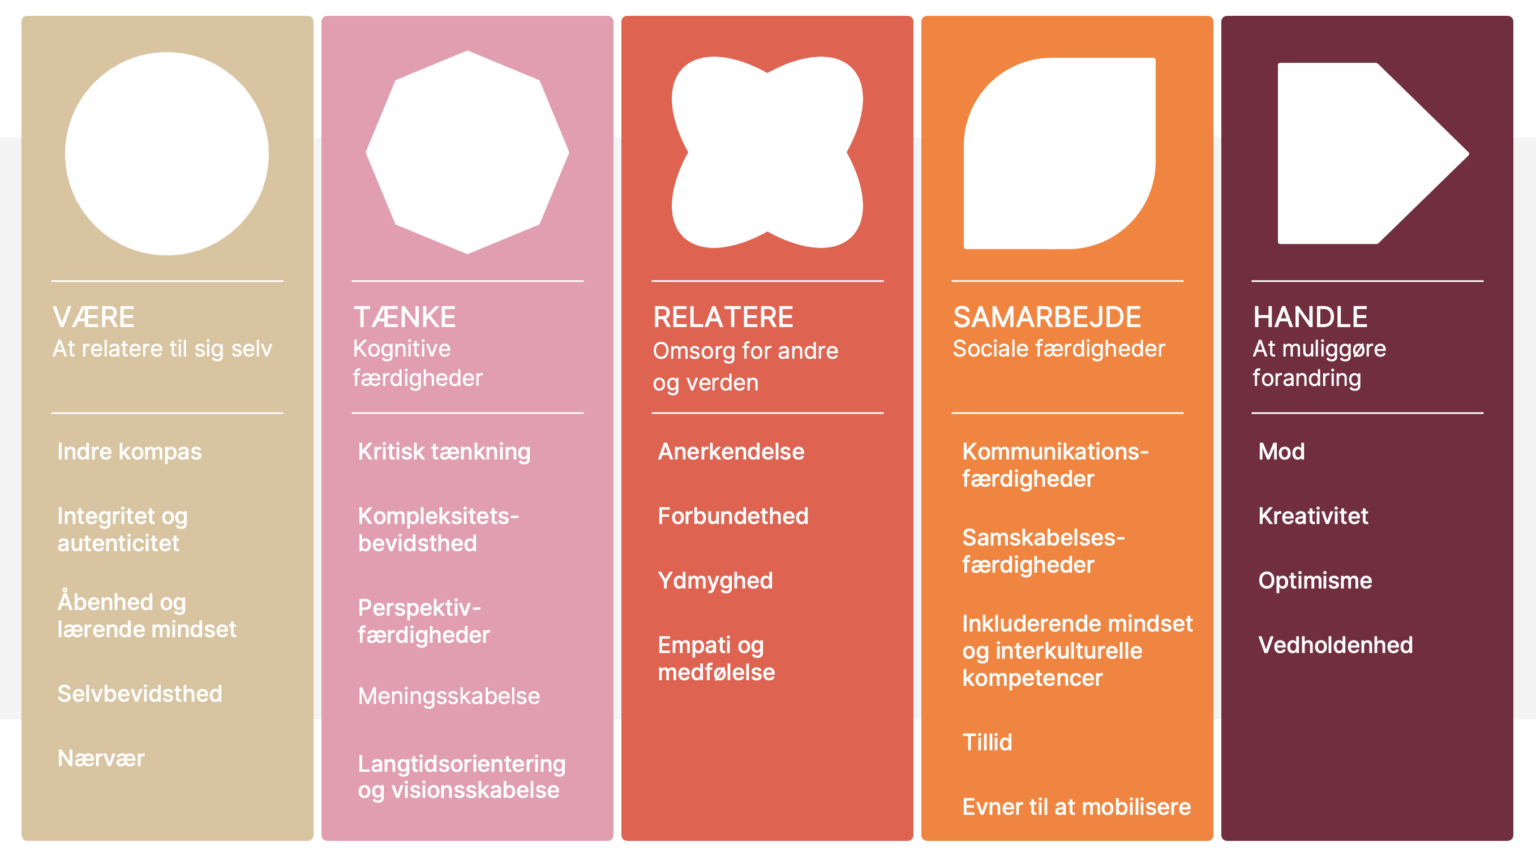 VÆRE
At relatere til sig selv
Indre kompas
Integritet og
autenticitet
Åbenhed og
lærende mindset
Selvbevidsthed
Nærvær
TÆNKE
Kognitive
færdigheder
Kritisk tænkning
Kompleksitets-
bevidsthed
Perspektiv-
færdigheder
Meningsskabelse
Langtidsorientering
og visionsskabelse
RELATERE
Omsorg for andre
og verden
Anerkendelse
Forbundethed
Ydmyghed
Empati og
medfølelse
SAMARBEJDE
Sociale færdigheder
Kommunikations-
færdigheder
Samskabelses-
færdigheder
Inkluderende mindset
og interkulturelle
kompetencer
Tillid
Evner til at mobilisere
HANDLE
At muliggøre
forandring
Mod
Kreativitet
Optimisme
Vedholdenhed